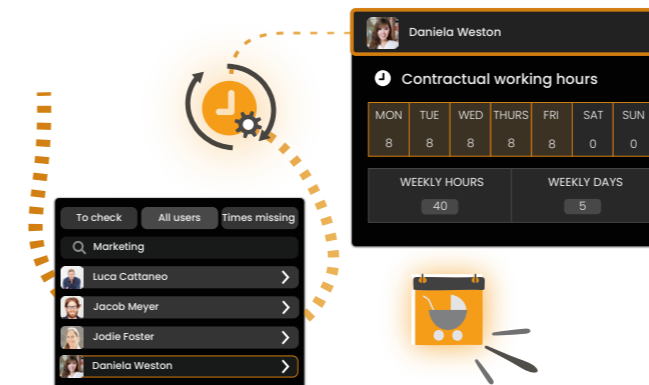 Daniela Weston
Contractual working hours
MON TUE WED THURS FRI SAT SUN
8 8 8 8 8 0 0
WEEKLY HOURS WEEKLY DAYS
40 5
To check All users Times missing
Marketing
Luca Cattaneo
Jacob Meyer
Jodie Foster
Daniela Weston